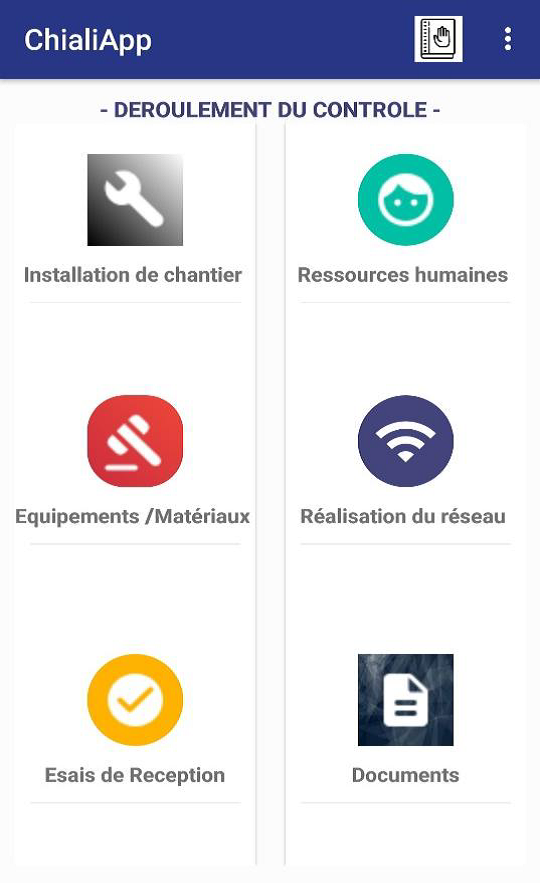 ChialiApp
- DEROULEMENT DU CONTROLE -
Installation de chantier
Ressources humaines
Equipements /Matériaux
Réalisation du réseau
Esais de Reception
Documents